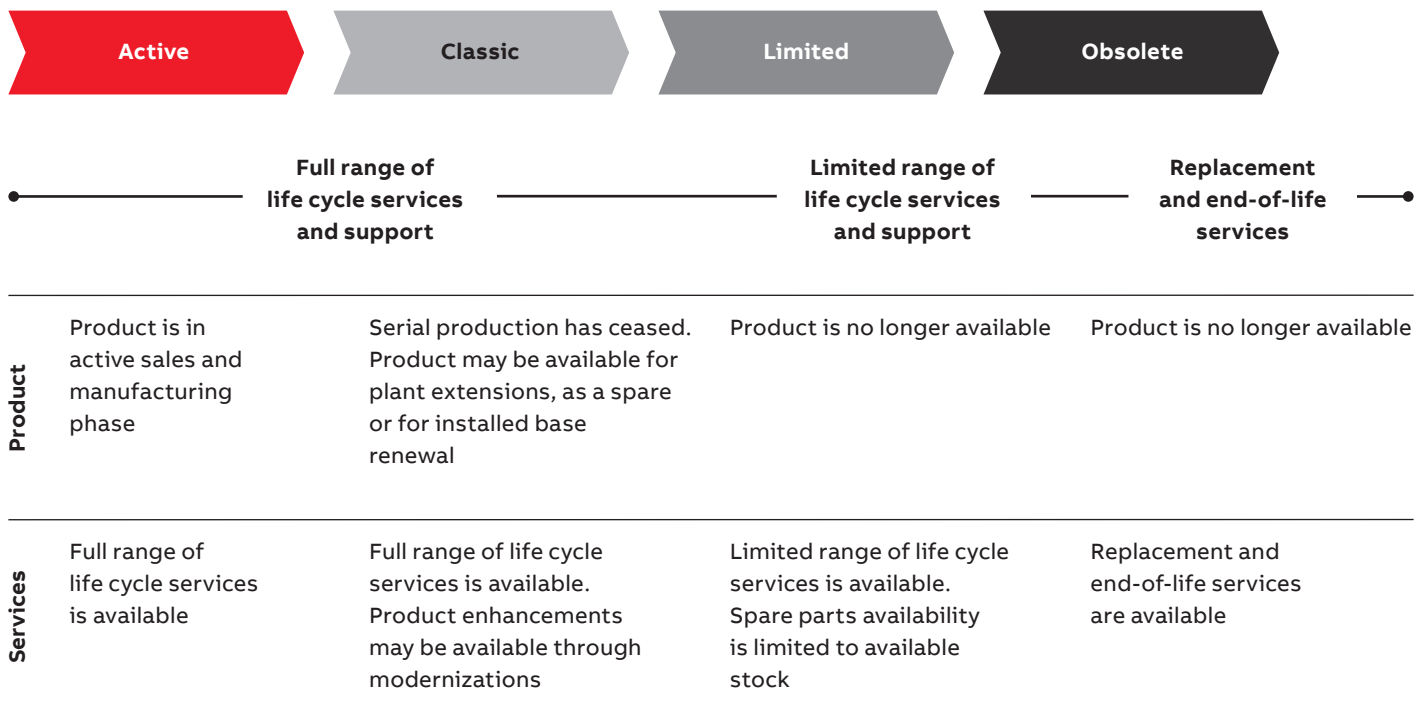 Active
Classic
Limited
Obsolete
Full range of
life cycle services
and support
Limited range of
life cycle services
and support
Replacement
and end-of-life
services
Product
Product is in
active sales and
manufacturing
phase
Serial production has ceased.
Product may be available for
plant extensions, as a spare
or for installed base
renewal
Product is no longer available
Product is no longer available
Services
Full range of
life cycle services
is available
Full range of life cycle
services is available.
Product enhancements
may be available through
modernizations
Limited range of life cycle
services is available.
Spare parts availability
is limited to available
stock
Replacement and
end-of-life services
are available